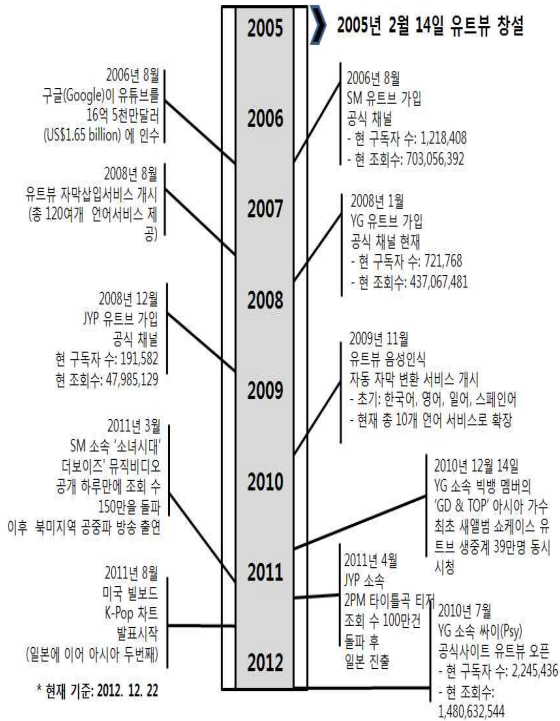 2005
2005년 2월 14일 유트뷰 창설
2006년 8월
구글(Google)이 유튜브를
16억 5천만달러
(US$1.65 billion) 에 인수
2006년 8월
SM 유트브 가입
공식 채널
- 현 구독자 수: 1,218,408
- 현 조회수: 703,056,392
2006
2008년 8월
유트뷰 자막삽입서비스 개시
(총 120여개 언어서비스 제
공)
2007
2008년 1월
YG 유트브 가입
공식 채널 현재
- 현 구독자 수: 721,768
- 현 조회수: 437,067,481
2008년 12월
JYP 유트브 가입
공식 채널
현 구독자 수: 191,582
현 조회수: 47,985,129
2008
2009년 11월
유트뷰 음성인식
자동 자막 변환 서비스 개시
- 초기: 한국어, 영어, 일어, 스페인어
- 현재 총 10개 언어 서비스로 확장
2009
2011년 3월
SM 소속 '소녀시대'
더보이즈' 뮤직비디오
공개 하루만에 조회 수
150만을 돌파
이후 북미지역 공중파 방송 출연
2010
2010년 12월 14일
YG 소속 빅뱅 멤버의
'GD & TOP' 아시아 가수
최초 새앨범 쇼케이스 유
트브 생중계 39만명 동시
시청
2011년 8월
미국 빌보드
K-Pop 차트
발표시작
(일본에 이어 아시아 두번째)
2011
2011년 4월
JYP 소속
2PM 타이틀곡 티저
조회 수 100만건
돌파 후
일본 진출
2010년 7월
YG 소속 싸이(Psy)
공식사이트 유트뷰 오픈
- 현 구독자 수: 2,245,436
- 현 조회수:
1,480,632,544
2012
* 현재 기준: 2012. 12. 22